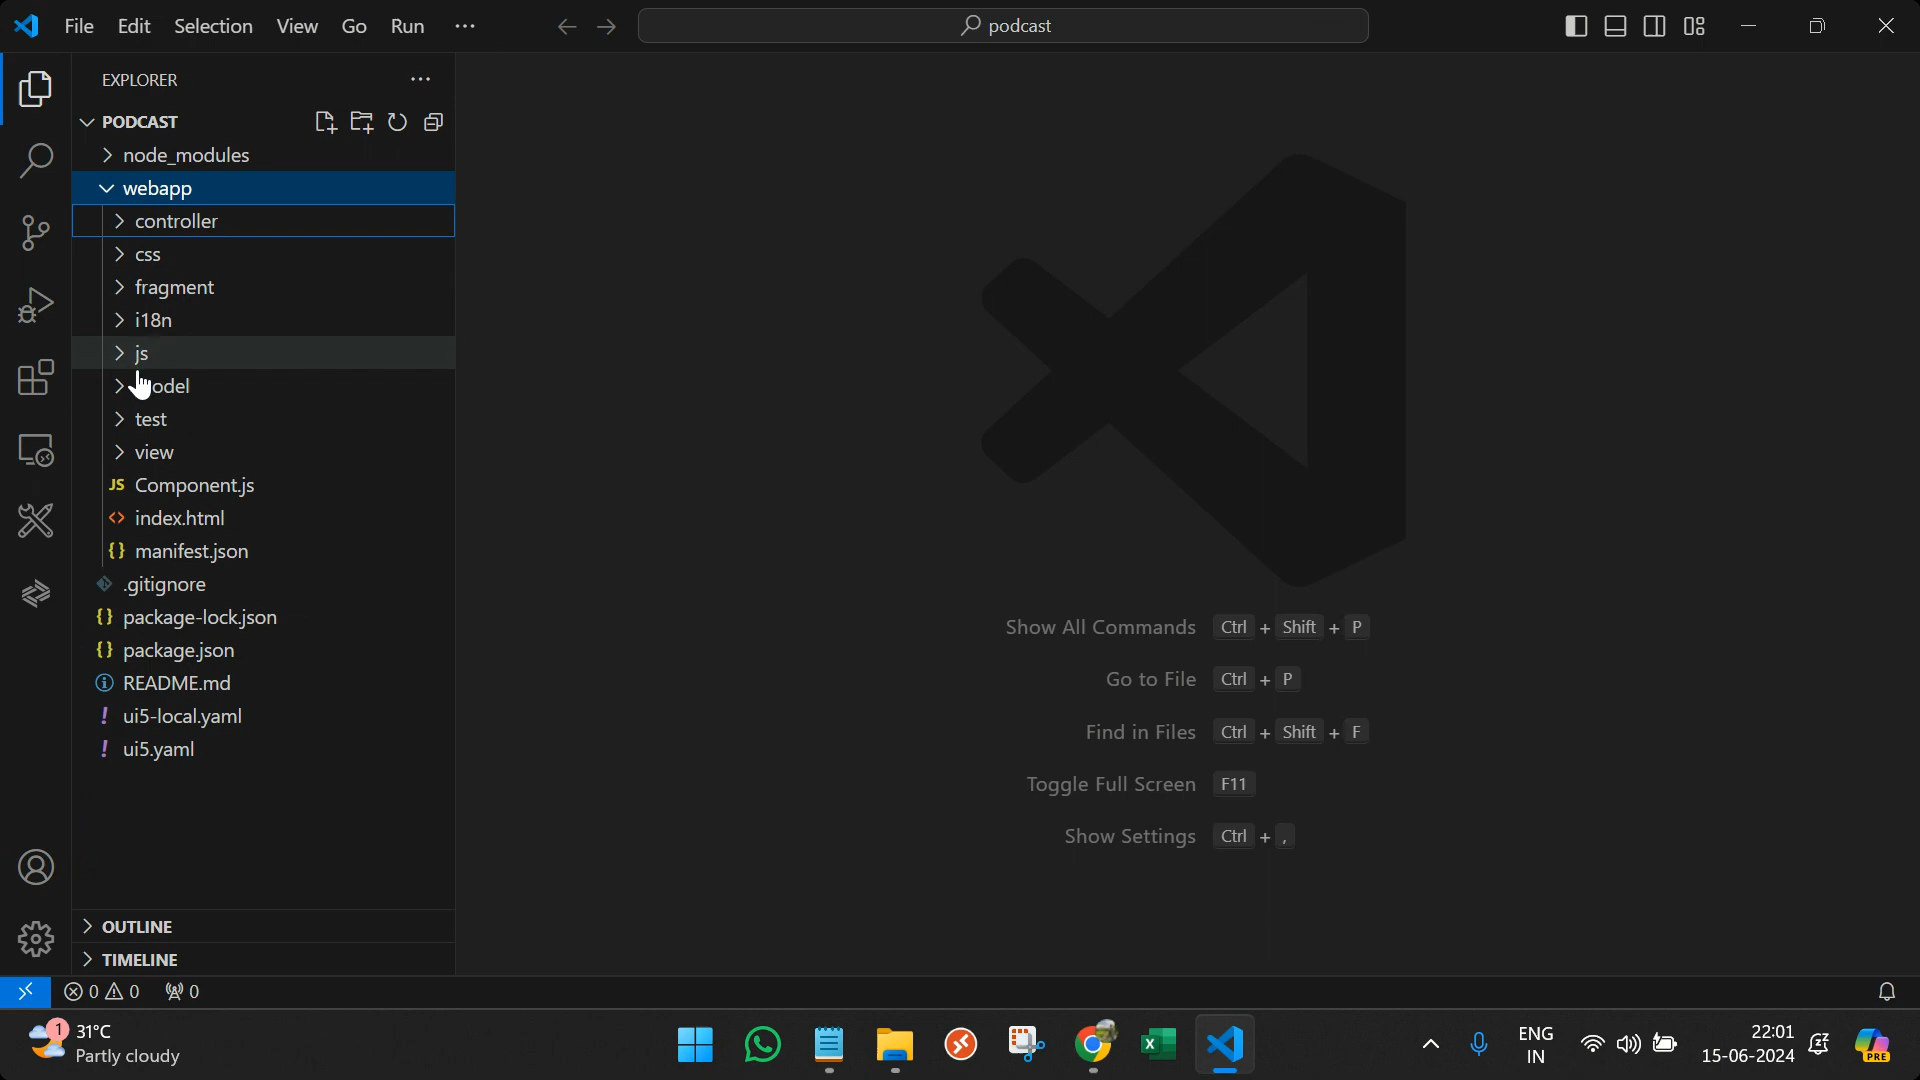 File Edit Selection View Go Run ··· podcast
EXPLORER
PODCAST
node_modules
webapp
controller
css
fragment
i18n
js
odel
test
view
JS Component.js
<> index.html
{} manifest.json
.gitignore
{} package-lock.json
{} package.json
README.md
! ui5-local.yaml
! ui5.yaml
Show All Commands Ctrl + Shift + P
Go to File Ctrl + P
Find in Files Ctrl + Shift + F
Toggle Full Screen F11
Show Settings Ctrl + ,
OUTLINE
TIMELINE
0 0 0
1 31°C
Partly cloudy
ENG
IN
22:01
15-06-2024
PRE